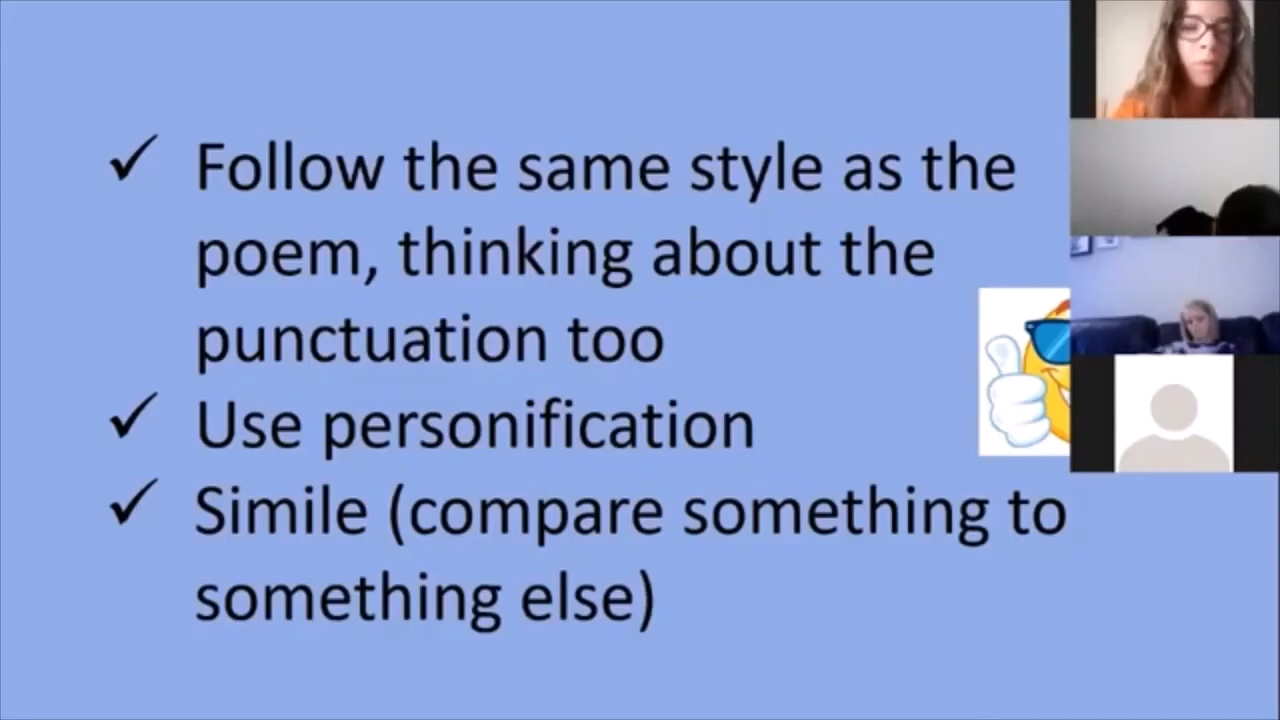 ✓ Follow the same style as the
poem, thinking about the
punctuation too
✓ Use personification
✓ Simile (compare something to
something else)